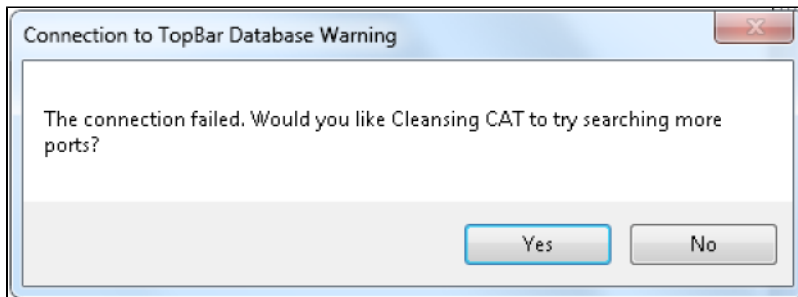 Connection to TopBar Database Warning
The connection failed. Would you like Cleansing CAT to try searching more
ports?
Yes
No